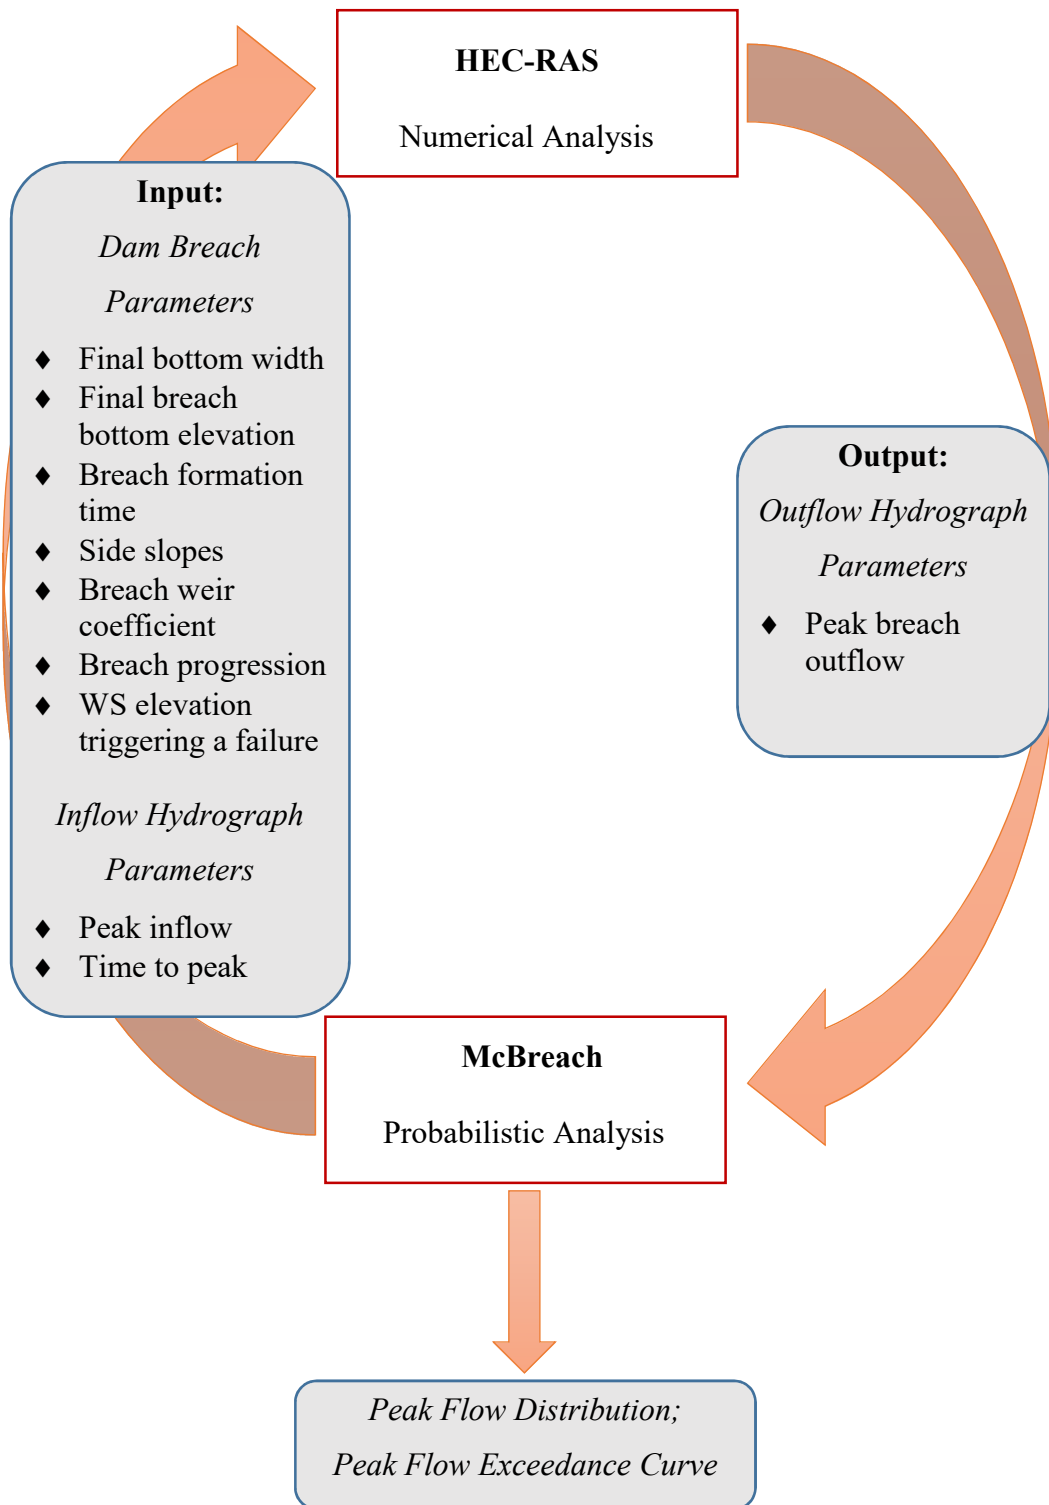 HEC-RAS
Numerical Analysis
Input:
Dam Breach
Parameters
♦ Final bottom width
♦ Final breach
bottom elevation
♦ Breach formation
time
♦ Side slopes
♦ Breach weir
coefficient
♦ Breach progression
♦ WS elevation
triggering a failure
Inflow Hydrograph
Parameters
♦ Peak inflow
♦ Time to peak
Output:
Outflow Hydrograph
Parameters
♦ Peak breach
outflow
McBreach
Probabilistic Analysis
Peak Flow Distribution;
Peak Flow Exceedance Curve